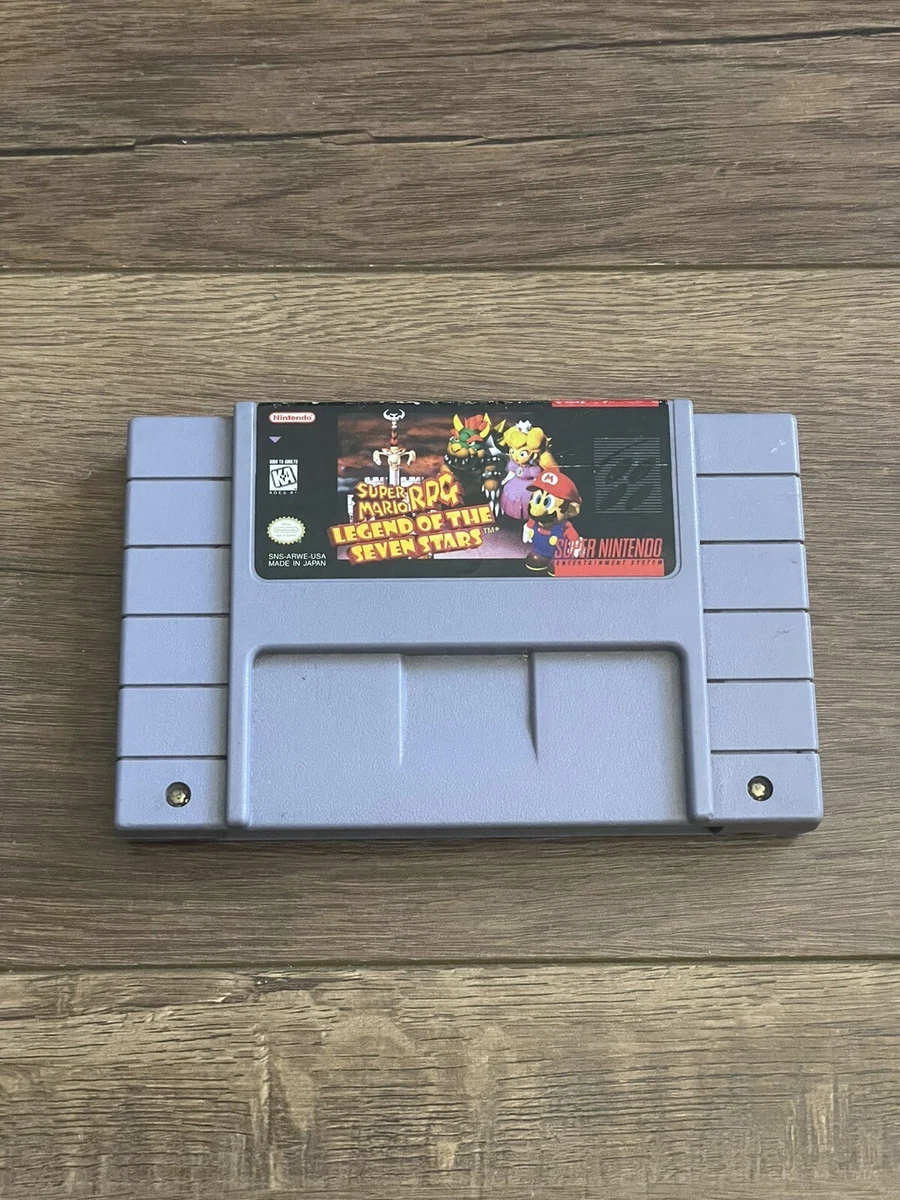 Nintendo
KIDS TO ADULTS
KA
AGES 6+
SNS-ARWE-USA
MADE IN JAPAN
SUPER
MARIO RPG
LEGEND OF THE
SEVEN STARS™
M
SUPER NINTENDO
ENTERTAINMENT SYSTEM